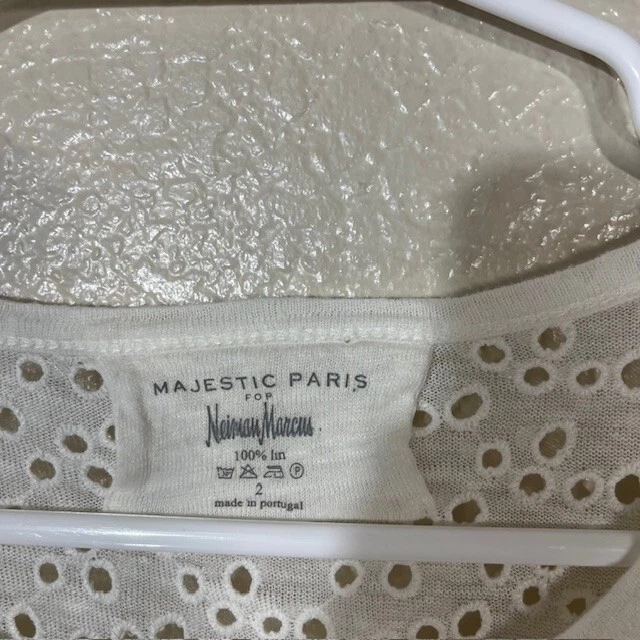 MAJESTIC PARIS
FOR
Neiman Marcus
100% lin
P
2
made in portugal